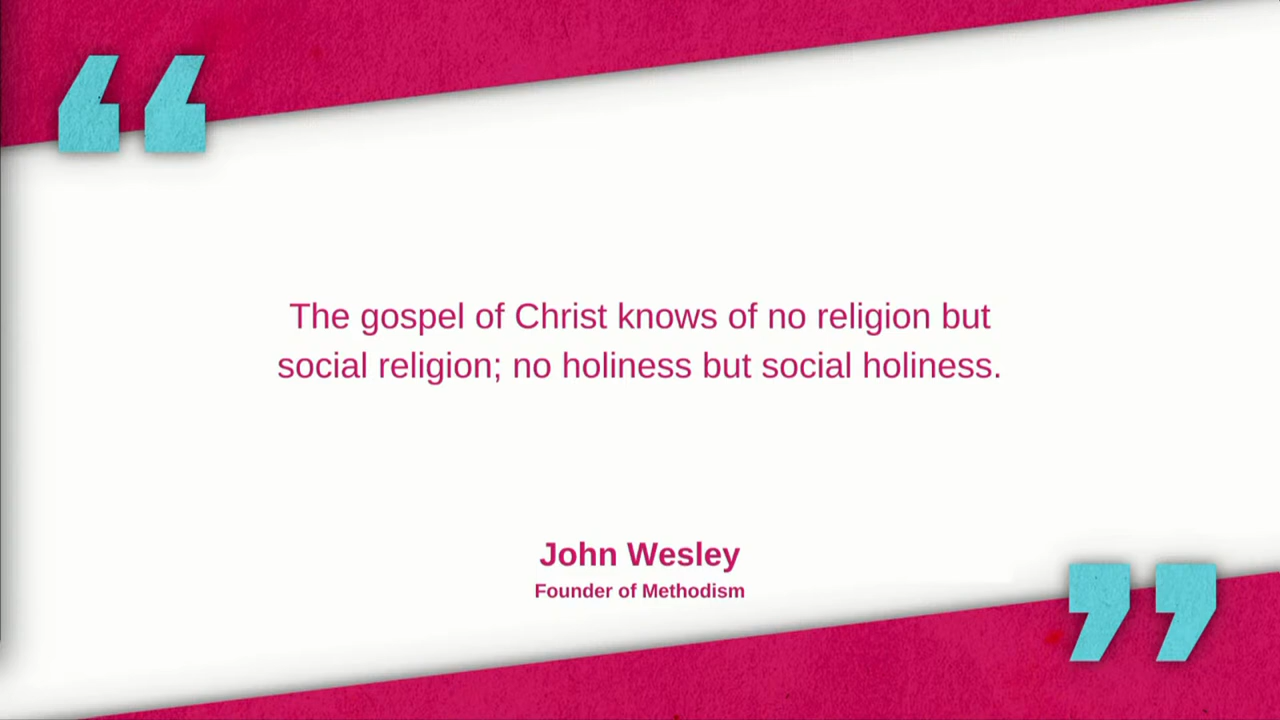 The gospel of Christ knows of no religion but
social religion; no holiness but social holiness.
John Wesley
Founder of Methodism